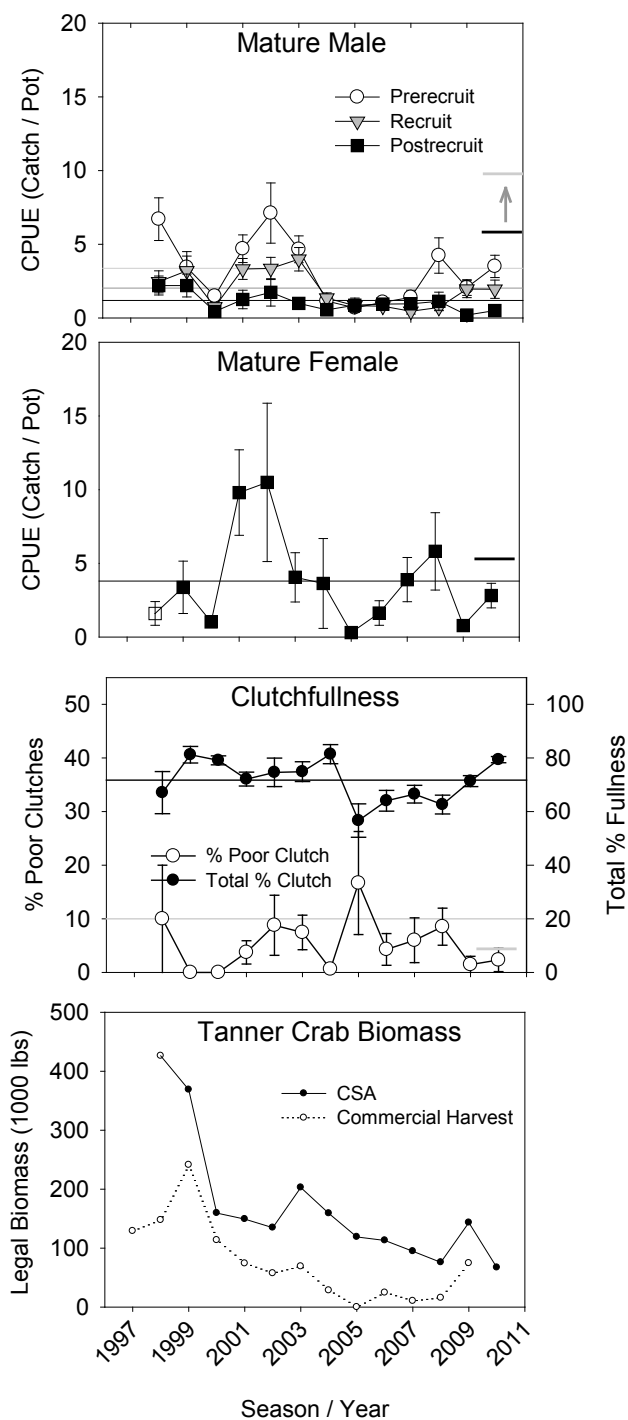 Mature Male
CPUE (Catch / Pot)
20
15
10
5
0
Prerecruit
Recruit
Postrecruit
Mature Female
CPUE (Catch / Pot)
20
15
10
5
0
Clutchfullness
% Poor Clutches
50
40
30
20
10
0
Total % Fullness
100
80
60
40
20
0
% Poor Clutch
Total % Clutch
Tanner Crab Biomass
Legal Biomass (1000 lbs)
500
400
300
200
100
0
CSA
Commercial Harvest
1997
1999
2001
2003
2005
2007
2009
2011
Season / Year